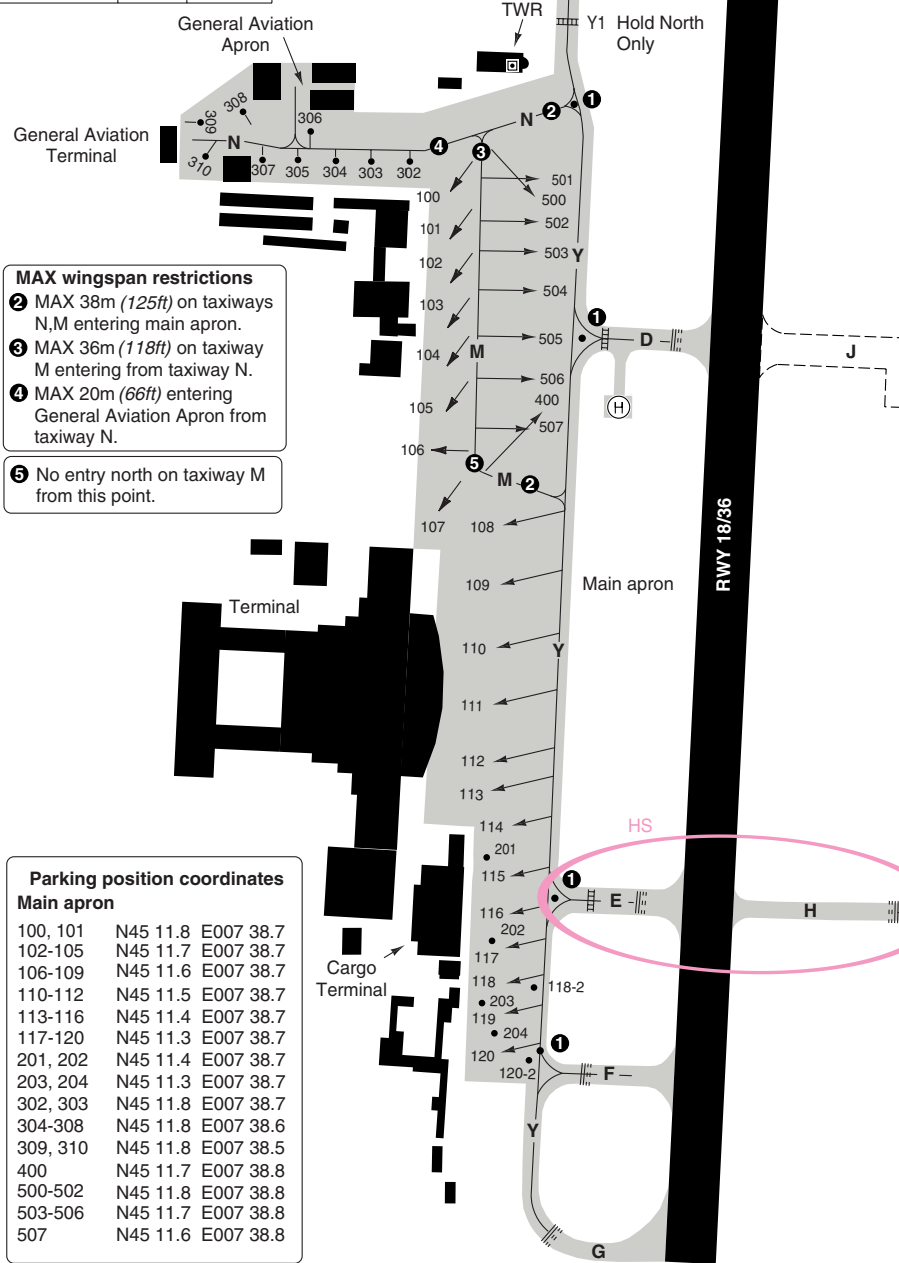 TWR
General Aviation
Apron
Y1 Hold North
Only
1
2
N
General Aviation
Terminal
308
309
310
N
306
307
305
304
303
302
4
3
100
501
500
101
502
102
503
Y
103
504
104
M
505
1
D
J
105
506
400
H
106
507
5
M
2
107
108
MAX wingspan restrictions
2 MAX 38m (125ft) on taxiways
N,M entering main apron.
3 MAX 36m (118ft) on taxiway
M entering from taxiway N.
4 MAX 20m (66ft) entering
General Aviation Apron from
taxiway N.
5 No entry north on taxiway M
from this point.
RWY 18/36
Terminal
109
Main apron
110
Y
111
112
113
114
HS
201
115
1
E
H
116
202
117
Cargo
Terminal
118
118-2
203
119
204
1
120
120-2
F
Y
G
Parking position coordinates
Main apron
100, 101 N45 11.8 E007 38.7
102-105 N45 11.7 E007 38.7
106-109 N45 11.6 E007 38.7
110-112 N45 11.5 E007 38.7
113-116 N45 11.4 E007 38.7
117-120 N45 11.3 E007 38.7
201, 202 N45 11.4 E007 38.7
203, 204 N45 11.3 E007 38.7
302, 303 N45 11.8 E007 38.7
304-308 N45 11.8 E007 38.6
309, 310 N45 11.8 E007 38.5
400 N45 11.7 E007 38.8
500-502 N45 11.8 E007 38.8
503-506 N45 11.7 E007 38.8
507 N45 11.6 E007 38.8